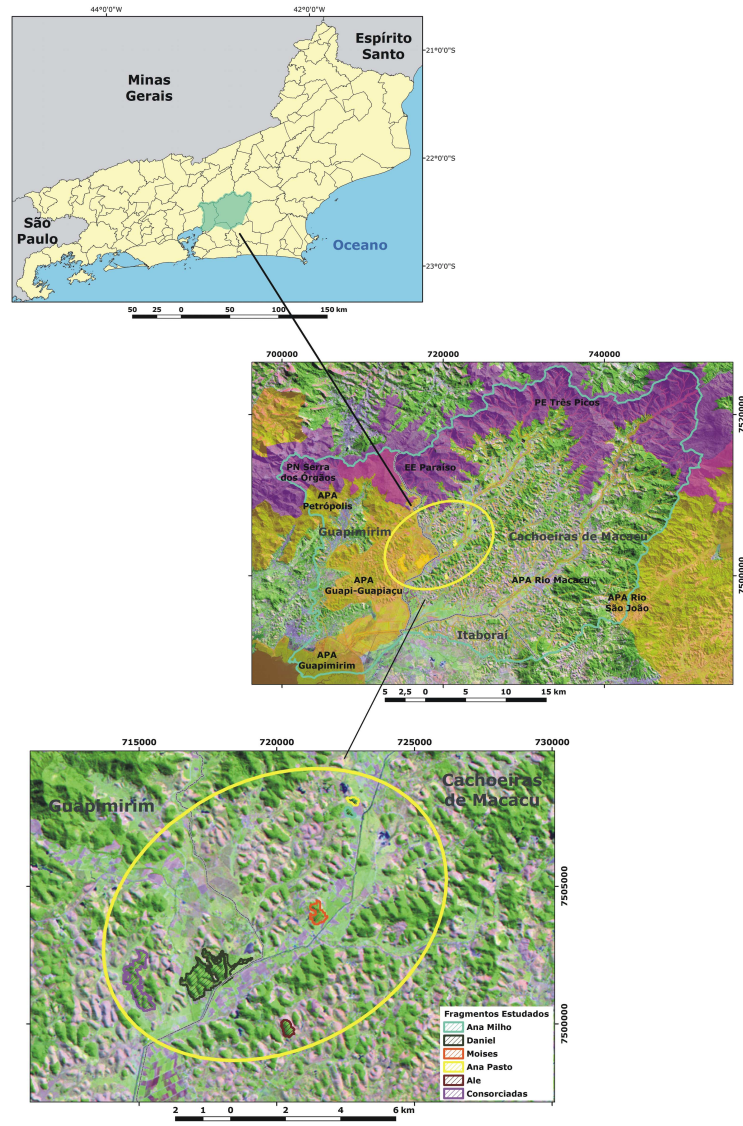 44°0'0"W 42°0'0"W
Espírito
Santo
21°0'0"S
Minas
Gerais
22°0'0"S
São
Paulo
Oceano
23°0'0"S
50 25 0 50 100 150 km
700000 720000 740000
PE Três Picos
7520000
PN Serra
dos Órgãos
EE Paraíso
APA
Petrópolis
Guapimirim
Cachoeiras de Macacu
APA
Guapi-Guapiaçu
APA Rio Macacu
7500000
APA Rio
São João
Itaboraí
APA
Guapimirim
5 2,5 0 5 10 15 km
715000 720000 725000 730000
Guapimirim
Cachoeiras
de Macacu
7505000
7500000
Fragmentos Estudados
Ana Milho
Daniel
Moises
Ana Pasto
Ale
Consorciadas
2 1 0 2 4 6 km